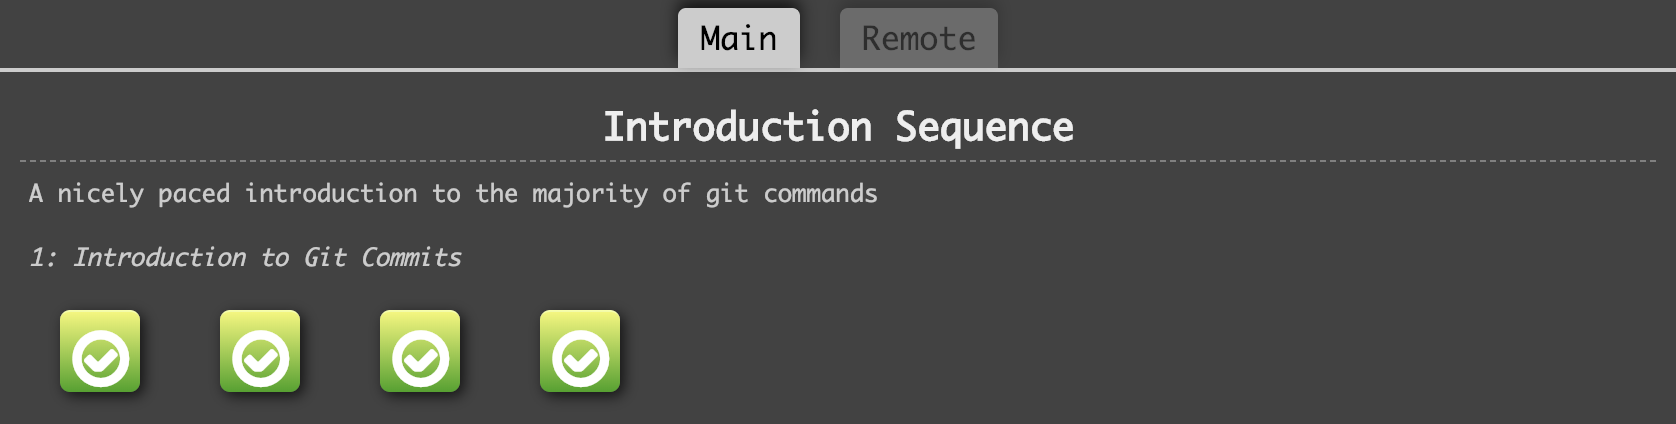 Main
Remote
Introduction Sequence
A nicely paced introduction to the majority of git commands
1: Introduction to Git Commits